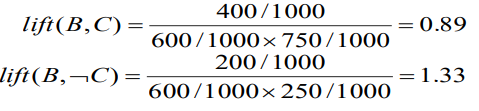 lift(B,C) = 400/1000 / 600/1000×750/1000 = 0.89
lift(B,¬C) = 200/1000 / 600/1000×250/1000 = 1.33